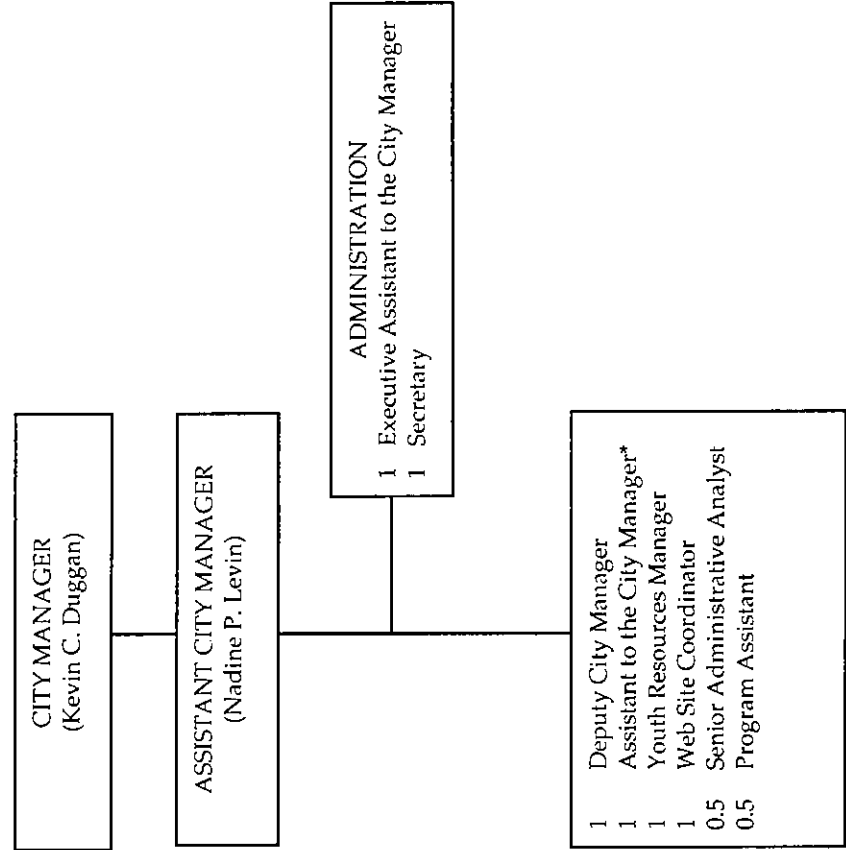 CITY MANAGER
(Kevin C. Duggan)
ASSISTANT CITY MANAGER
(Nadine P. Levin)
ADMINISTRATION
1 Executive Assistant to the City Manager
1 Secretary
1 Deputy City Manager
1 Assistant to the City Manager*
1 Youth Resources Manager
1 Web Site Coordinator
0.5 Senior Administrative Analyst
0.5 Program Assistant